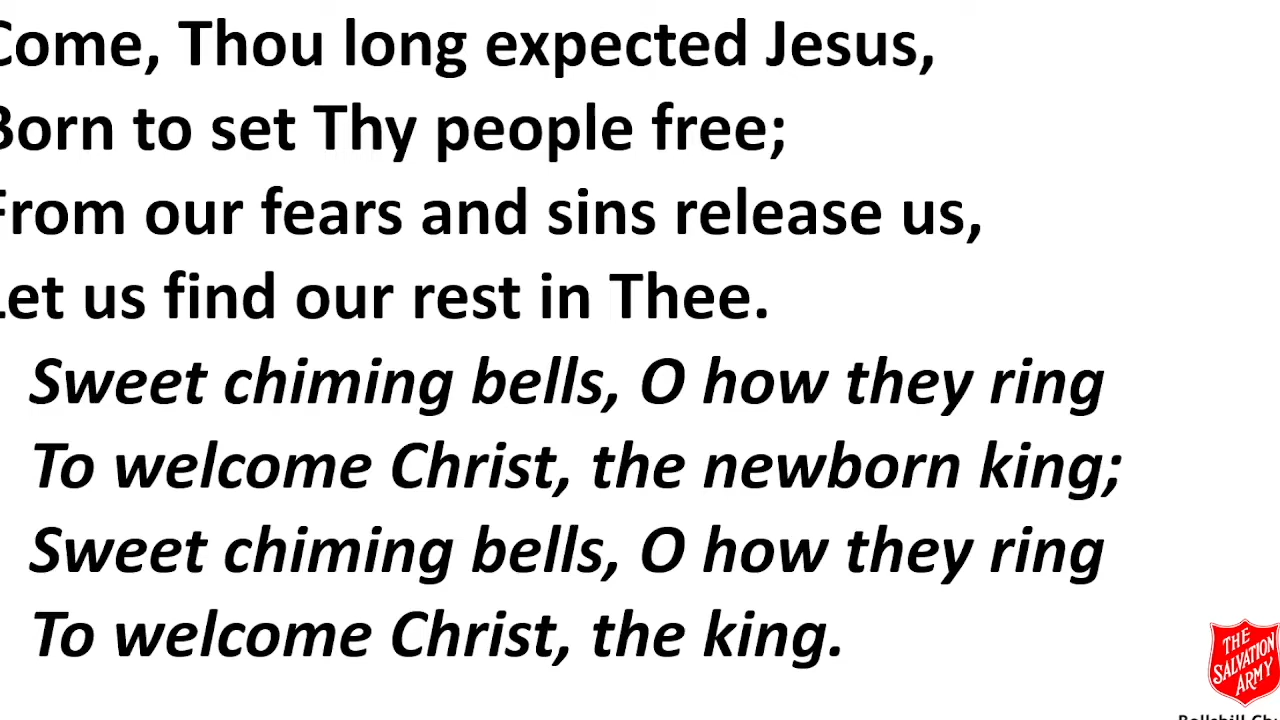 Come, Thou long expected Jesus,
Born to set Thy people free;
From our fears and sins release us,
Let us find our rest in Thee.
Sweet chiming bells, O how they ring
To welcome Christ, the newborn king;
Sweet chiming bells, O how they ring
To welcome Christ, the king.
THE
SALVATION
ARMY